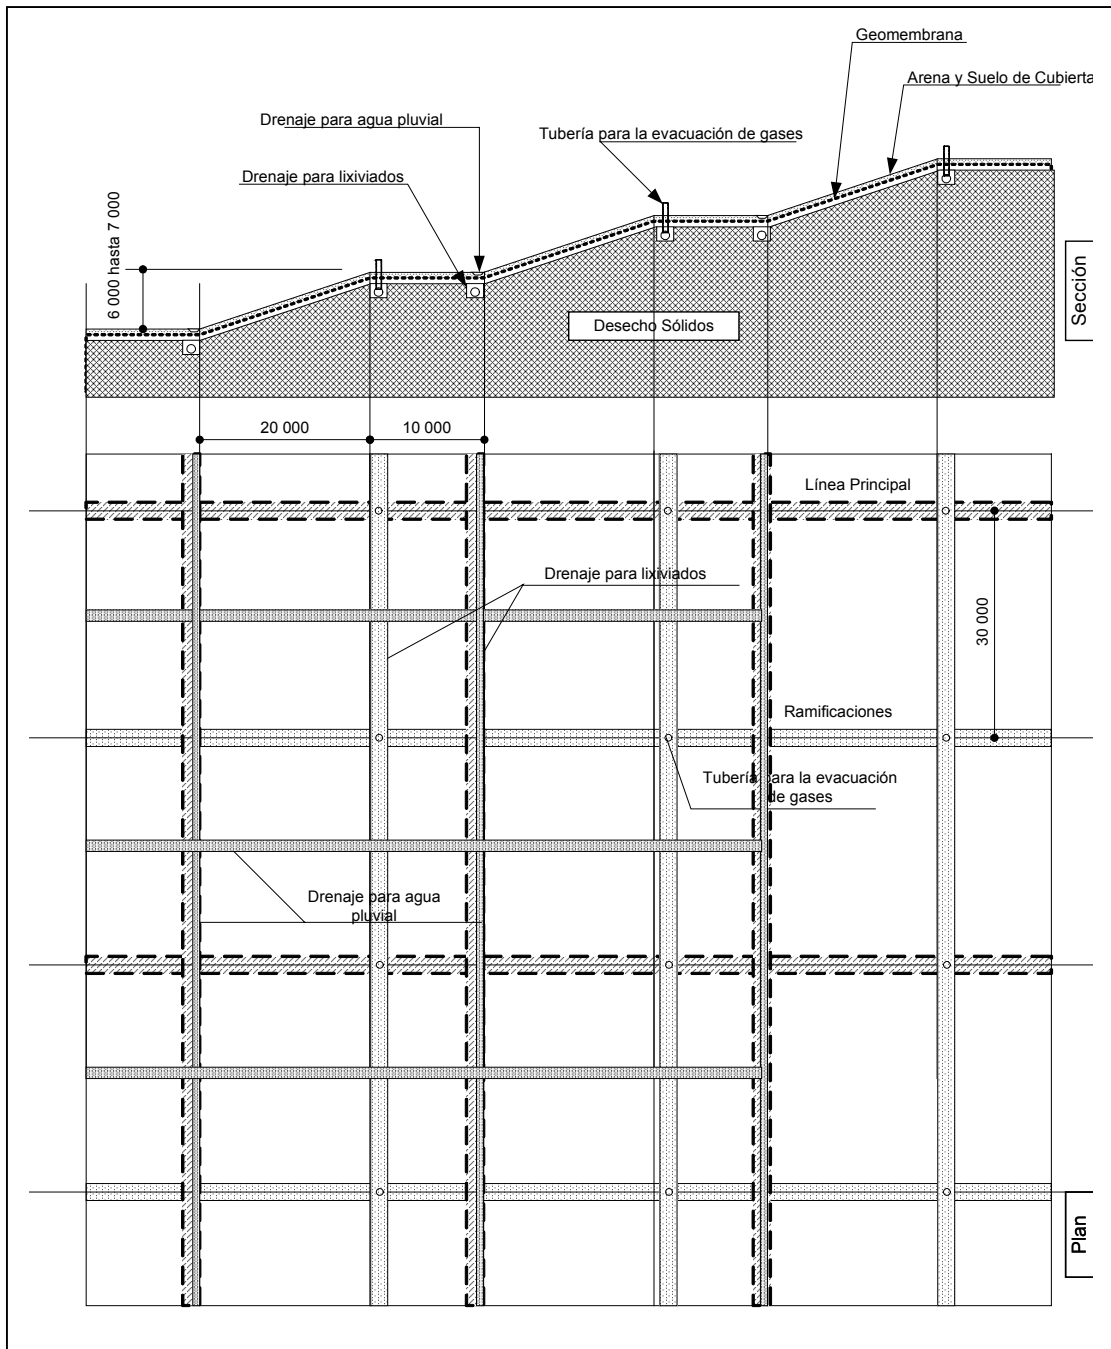 Geomembrana
Arena y Suelo de Cubierta
Drenaje para agua pluvial
Tubería para la evacuación de gases
Drenaje para lixiviados
6 000 hasta 7 000
Sección
Desecho Sólidos
20 000
10 000
Línea Principal
Drenaje para lixiviados
30 000
Ramificaciones
Tubería para la evacuación
de gases
Drenaje para agua
pluvial
Plan